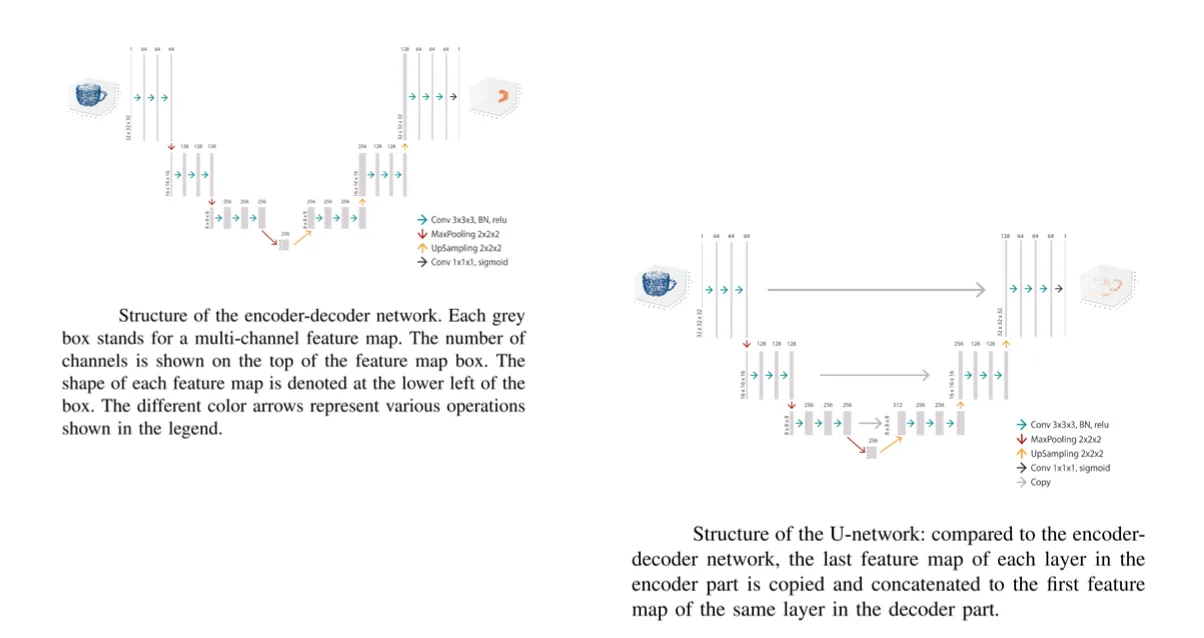 1 64 64 64
32 x 32 x 32
128 128 128
16 x 16 x 16
256 256 256
8 x 8 x 8
256
256 256 256
8 x 8 x 8
256 128 128
16 x 16 x 16
128 64 64 64 1
32 x 32 x 32
Conv 3x3x3, BN, relu
MaxPooling 2x2x2
UpSampling 2x2x2
Conv 1x1x1, sigmoid
Structure of the encoder-decoder network. Each grey
box stands for a multi-channel feature map. The number of
channels is shown on the top of the feature map box. The
shape of each feature map is denoted at the lower left of the
box. The different color arrows represent various operations
shown in the legend.
1 64 64 64
32 x 32 x 32
128 128 128
16 x 16 x 16
256 256 256
8 x 8 x 8
256
512 256 256
8 x 8 x 8
256 128 128
16 x 16 x 16
128 64 64 64 1
32 x 32 x 32
Conv 3x3x3, BN, relu
MaxPooling 2x2x2
UpSampling 2x2x2
Conv 1x1x1, sigmoid
Copy
Structure of the U-network: compared to the encoder-
decoder network, the last feature map of each layer in the
encoder part is copied and concatenated to the first feature
map of the same layer in the decoder part.